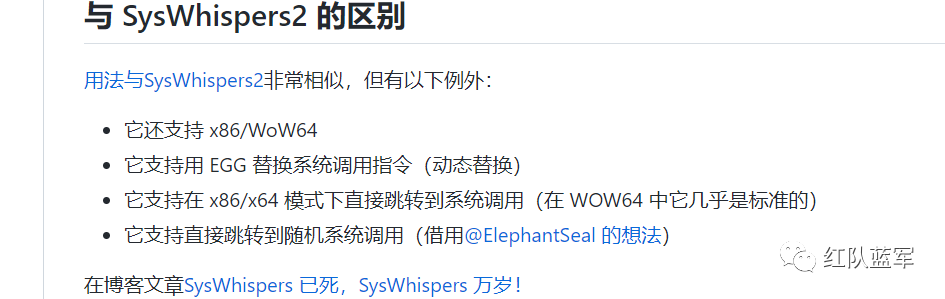 与 SysWhispers2 的区别
用法与SysWhispers2非常相似，但有以下例外：
• 它还支持 x86/WoW64
• 它支持用 EGG 替换系统调用指令（动态替换）
• 它支持在 x86/x64 模式下直接跳转到系统调用（在 WOW64 中它几乎是标准的）
• 它支持直接跳转到随机系统调用（借用@ElephantSeal 的想法）
在博客文章SysWhispers 已死，SysWhispers 万岁！
红队蓝军